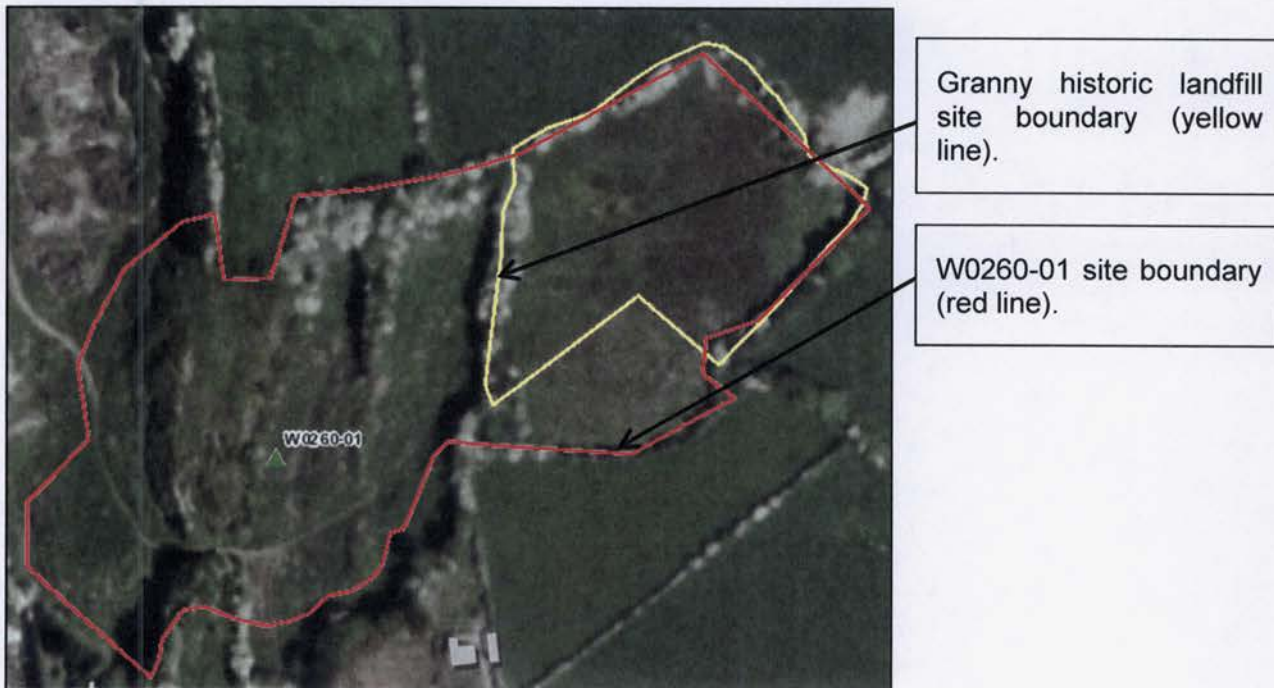 Granny historic landfill
site boundary (yellow
line).
W0260-01 site boundary
(red line).
W0260-01